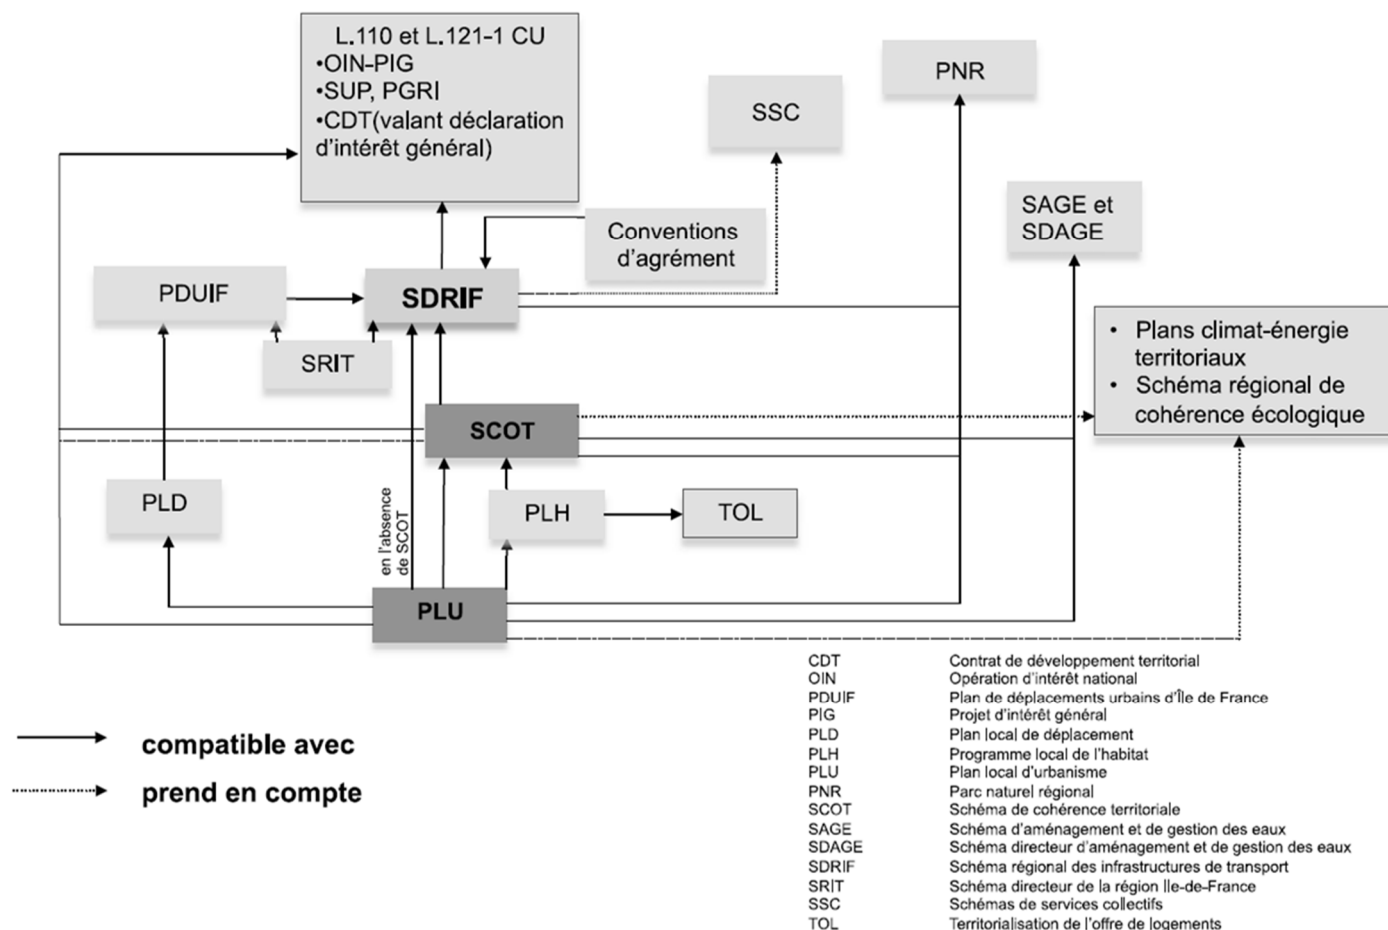 L.110 et L.121-1 CU
•OIN-PIG
•SUP, PGRI
•CDT(valant déclaration
d'intérêt général)
PNR
SSC
SAGE et
SDAGE
Conventions
d'agrément
PDUIF
SDRIF
SRIT
• Plans climat-énergie
territoriaux
• Schéma régional de
cohérence écologique
SCOT
PLD
PLH
TOL
en l'absence
de SCOT
PLU
compatible avec
prend en compte
CDT Contrat de développement territorial
OIN Opération d'intérêt national
PDUIF Plan de déplacements urbains d'Île de France
PIG Projet d'intérêt général
PLD Plan local de déplacement
PLH Programme local de l'habitat
PLU Plan local d'urbanisme
PNR Parc naturel régional
SCOT Schéma de cohérence territoriale
SAGE Schéma d'aménagement et de gestion des eaux
SDAGE Schéma directeur d'aménagement et de gestion des eaux
SDRIF Schéma régional des infrastructures de transport
SRIT Schéma directeur de la région Ile-de-France
SSC Schémas de services collectifs
TOL Territorialisation de l'offre de logements